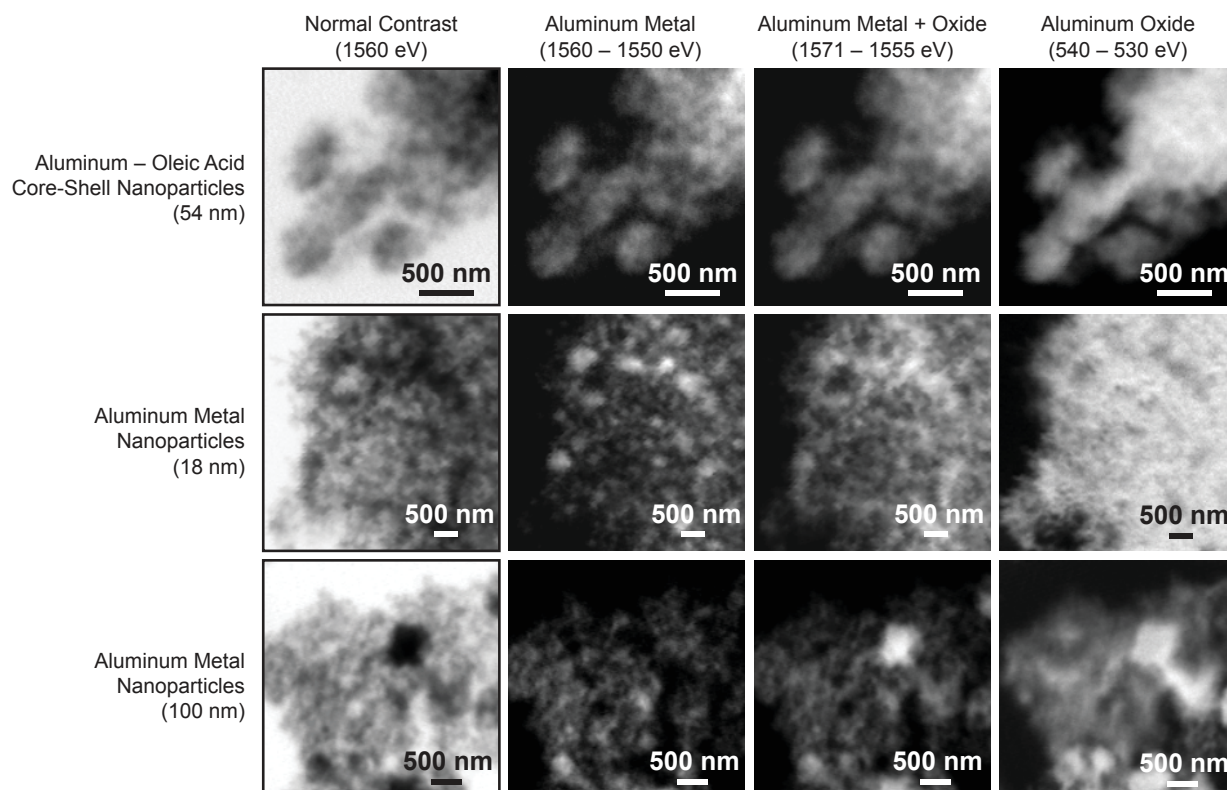 Normal Contrast
(1560 eV)
Aluminum Metal
(1560 – 1550 eV)
Aluminum Metal + Oxide
(1571 – 1555 eV)
Aluminum Oxide
(540 – 530 eV)
Aluminum – Oleic Acid
Core-Shell Nanoparticles
(54 nm)
500 nm
500 nm
500 nm
500 nm
Aluminum Metal
Nanoparticles
(18 nm)
500 nm
500 nm
500 nm
500 nm
Aluminum Metal
Nanoparticles
(100 nm)
500 nm
500 nm
500 nm
500 nm